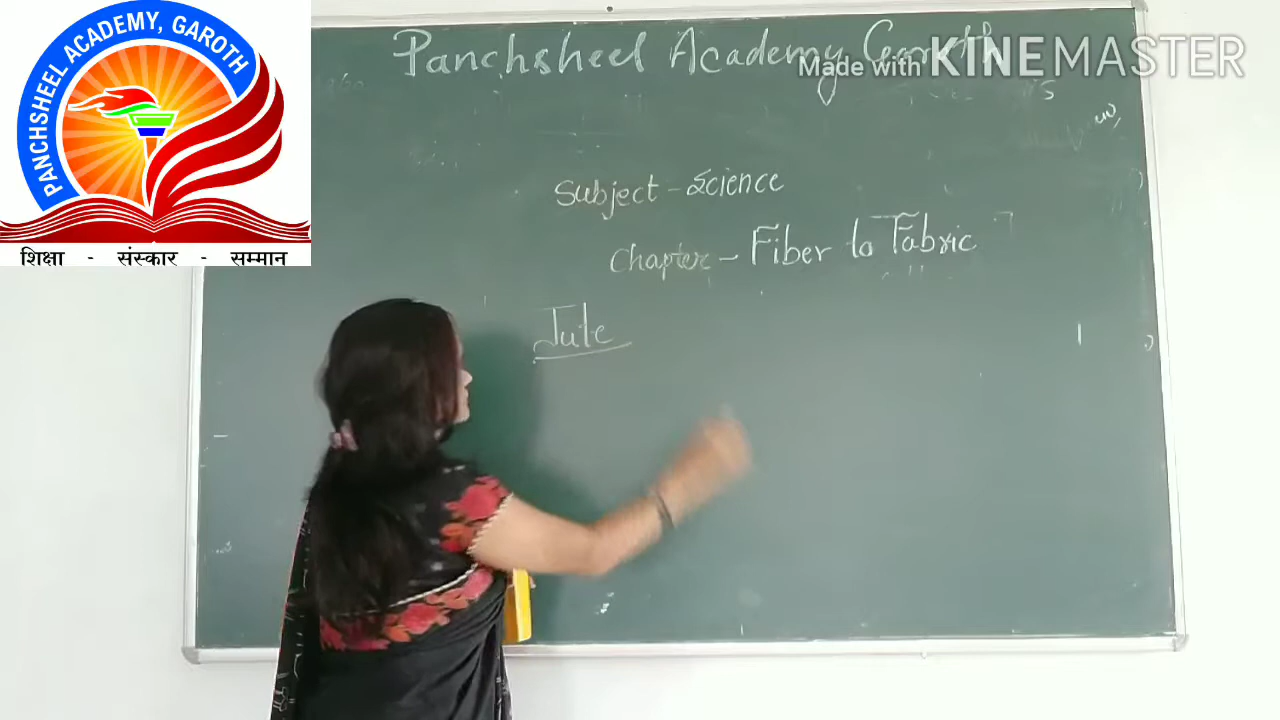 PANCHSHEEL ACADEMY, GAROTH
शिक्षा - संस्कार - सम्मान
Panchsheel Academy Garoth
Made with KINEMASTER
Subject - Science
Chapter - Fiber to Fabric
Jute